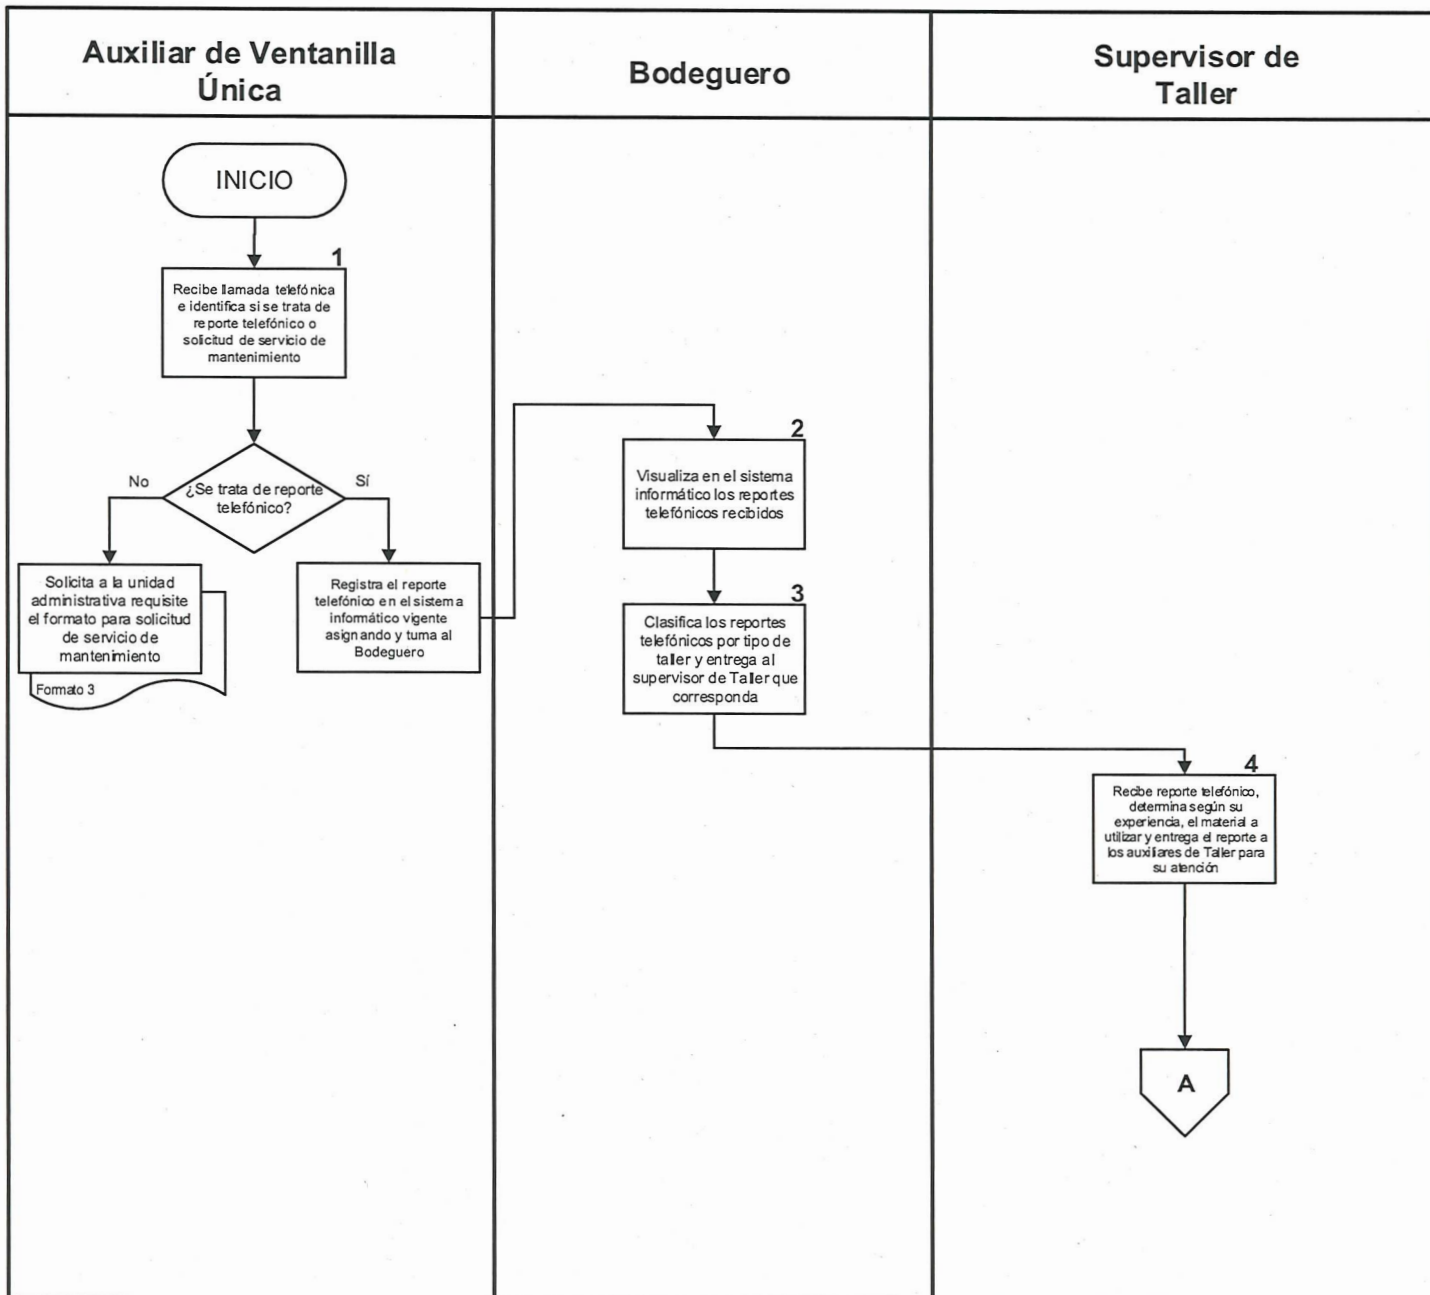 Auxiliar de Ventanilla
Única
Bodeguero
Supervisor de
Taller
INICIO
1
Recibe llamada telefónica
e identifica si se trata de
reporte telefónico o
solicitud de servicio de
mantenimiento
¿Se trata de reporte
telefónico?
No
Sí
Solicita a la unidad
administrativa requisite
el formato para solicitud
de servicio de
mantenimiento
Formato 3
Registra el reporte
telefónico en el sistema
informático vigente
asignando y turna al
Bodeguero
2
Visualiza en el sistema
informático los reportes
telefónicos recibidos
3
Clasifica los reportes
telefónicos por tipo de
taller y entrega al
supervisor de Taller que
corresponda
4
Recibe reporte telefónico,
determina según su
experiencia, el material a
utilizar y entrega el reporte a
los auxiliares de Taller para
su atención
A